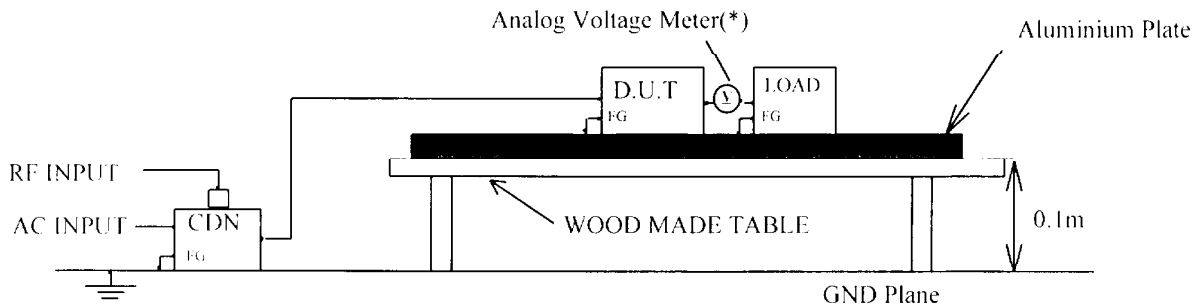 Analog Voltage Meter(*)
Aluminium Plate
D.U.T
V
LOAD
FG
FG
RF INPUT
AC INPUT
CDN
FG
WOOD MADE TABLE
0.1m
GND Plane